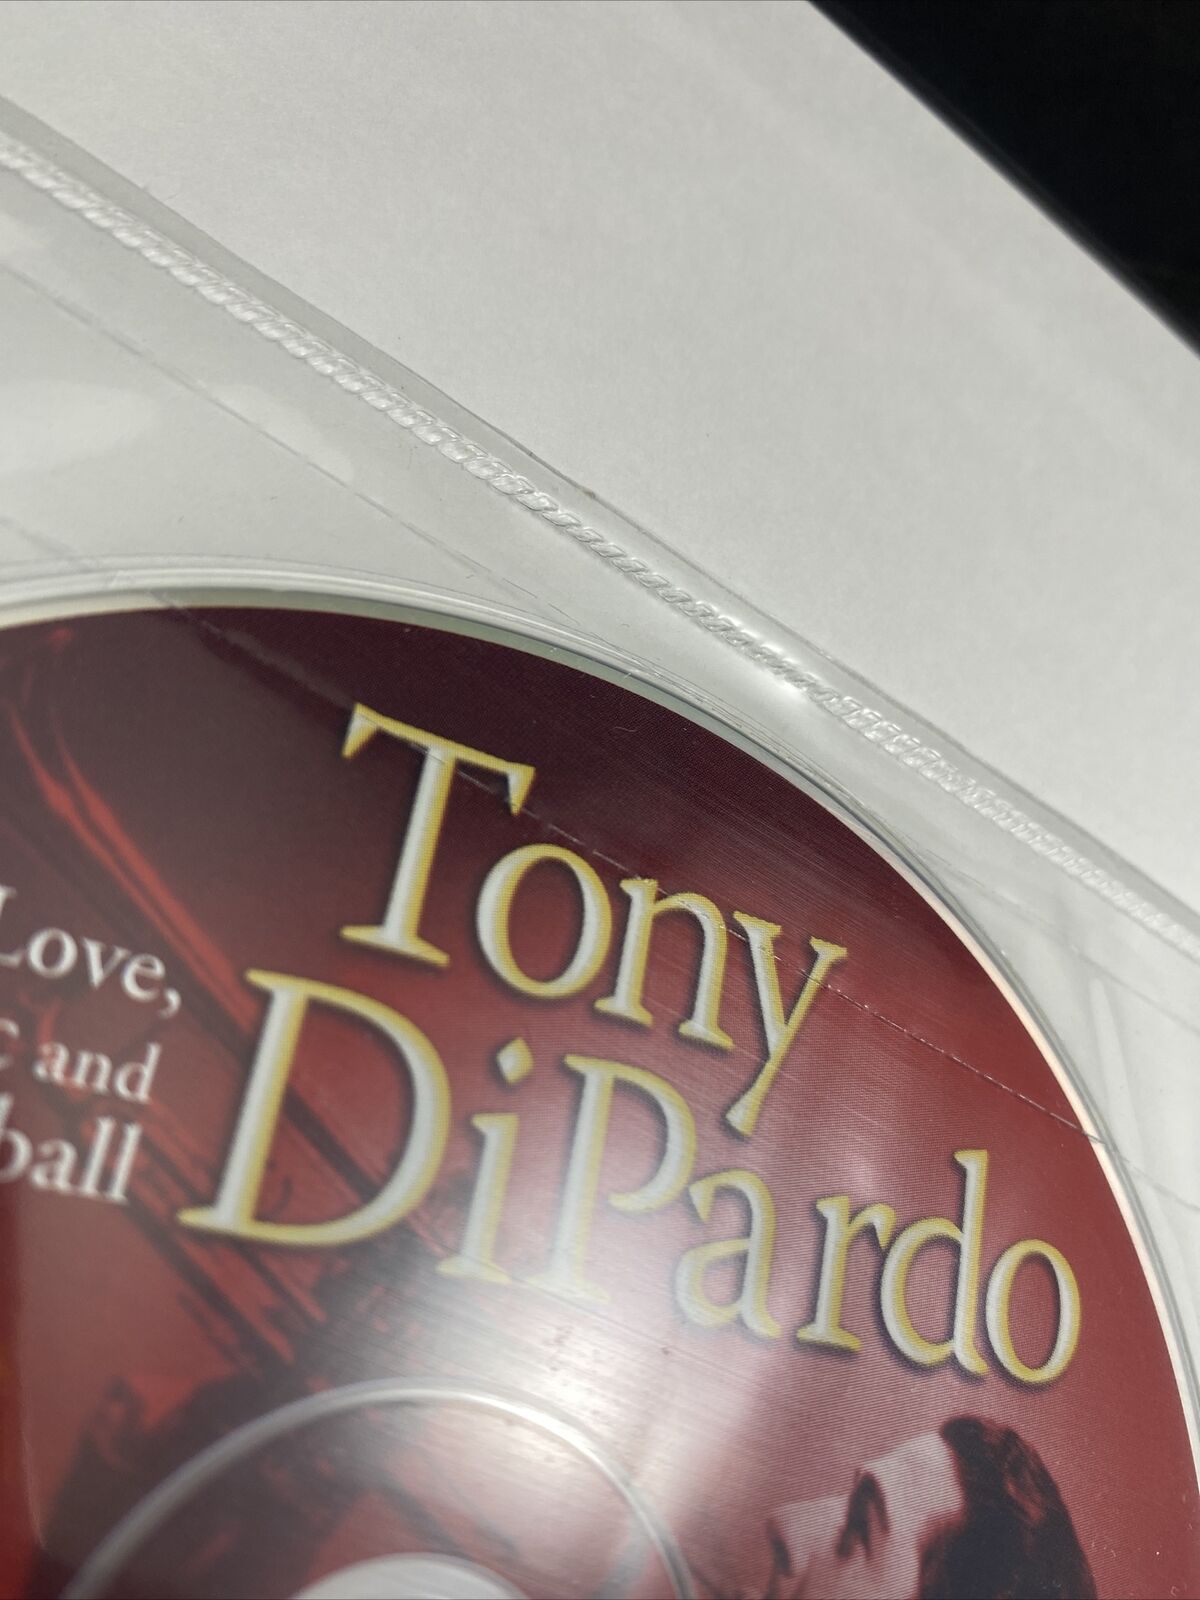 Tony
DiPardo
Love,
and
ball